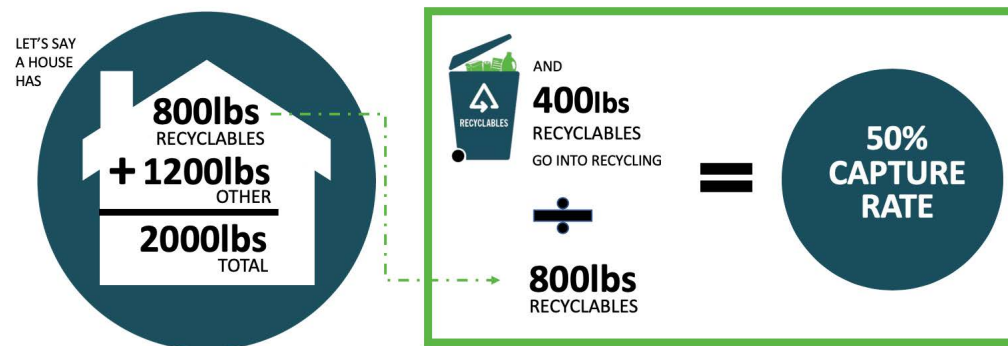 LET'S SAY
A HOUSE
HAS
800lbs
RECYCLABLES
+ 1200lbs
OTHER
2000lbs
TOTAL
RECYCLABLES
AND
400lbs
RECYCLABLES
GO INTO RECYCLING
÷
800lbs
RECYCLABLES
=
50%
CAPTURE
RATE